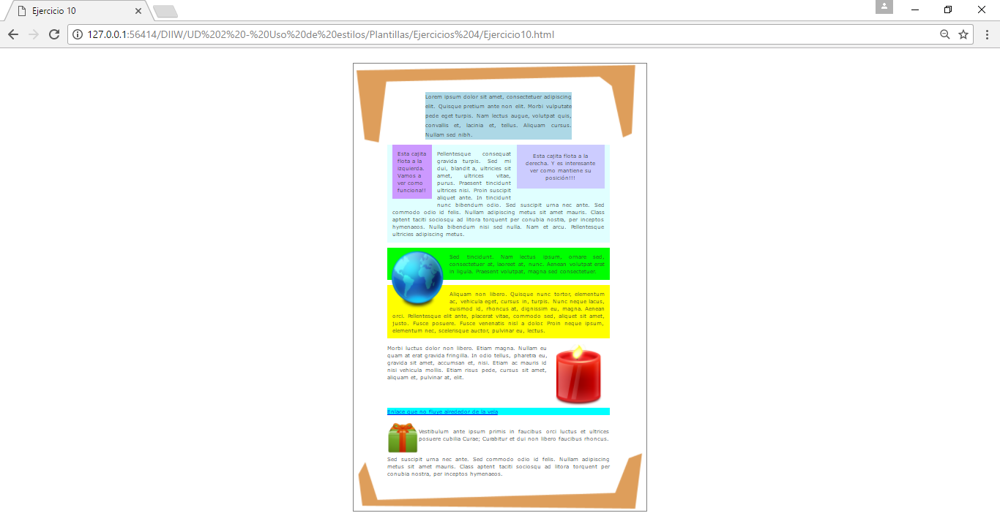 Ejercicio 10
127.0.0.1:56414/DIIW/UD%202%20-%20Uso%20de%20estilos/Plantillas/Ejercicios%204/Ejercicio10.html
Lorem ipsum dolor sit amet, consectetuer adipiscing
elit. Quisque pretium ante non elit. Morbi vulputate
pede eget turpis. Nam lectus augue, volutpat quis,
convallis et, lacinia et, tellus. Aliquam cursus.
Nullam sed nibh.
Esta cajita
flota a la
izquierda.
Vamos a
ver como
funciona!!
Pellentesque consequat
gravida turpis. Sed mi
dui, blandit a, ultricies sit
amet, ultrices vitae,
purus. Praesent tincidunt
ultrices nisi. Proin suscipit
aliquet ante. In tincidunt
Esta cajita flota a la
derecha. Y es interesante
ver como mantiene su
posición!!!
nunc bibendum odio. Sed suscipit urna nec ante. Sed
commodo odio id felis. Nullam adipiscing metus sit amet mauris. Class
aptent taciti sociosqu ad litora torquent per conubia nostra, per inceptos
hymenaeos. Nulla bibendum nisi sed nulla. Nam et arcu. Pellentesque
ultricies adipiscing metus.
Sed tincidunt. Nam lectus ipsum, ornare sed,
consectetuer at, laoreet at, nunc. Aenean volutpat erat
in ligula. Praesent volutpat, magna sed consectetuer.
Aliquam non libero. Quisque nunc tortor, elementum
ac, vehicula eget, cursus in, turpis. Nunc neque lacus,
euismod id, rhoncus at, dignissim eu, magna. Aenean
orci. Pellentesque elit ante, placerat vitae, commodo sed, aliquet sit amet,
justo. Fusce posuere. Fusce venenatis nisl a dolor. Proin neque ipsum,
elementum nec, scelerisque auctor, pulvinar eu, lectus.
Morbi luctus dolor non libero. Etiam magna. Nullam eu
quam at erat gravida fringilla. In odio tellus, pharetra eu,
gravida sit amet, accumsan et, nisi. Etiam ac mauris id
nisi vehicula mollis. Etiam risus pede, cursus sit amet,
aliquam et, pulvinar at, elit.
Enlace que no fluye alrededor de la vela
Vestibulum ante ipsum primis in faucibus orci luctus et ultrices
posuere cubilia Curae; Curabitur et dui non libero faucibus rhoncus.
Sed suscipit urna nec ante. Sed commodo odio id felis. Nullam adipiscing
metus sit amet mauris. Class aptent taciti sociosqu ad litora torquent per
conubia nostra, per inceptos hymenaeos.